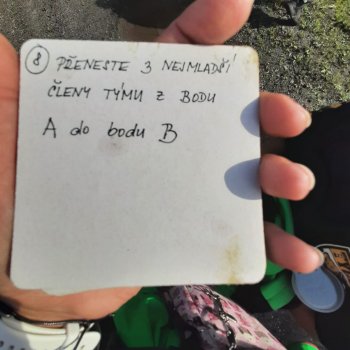 8 PŘENESTE 3 NEJMLADŠÍ
ČLENY TÝMU Z BODU
A do bodu B